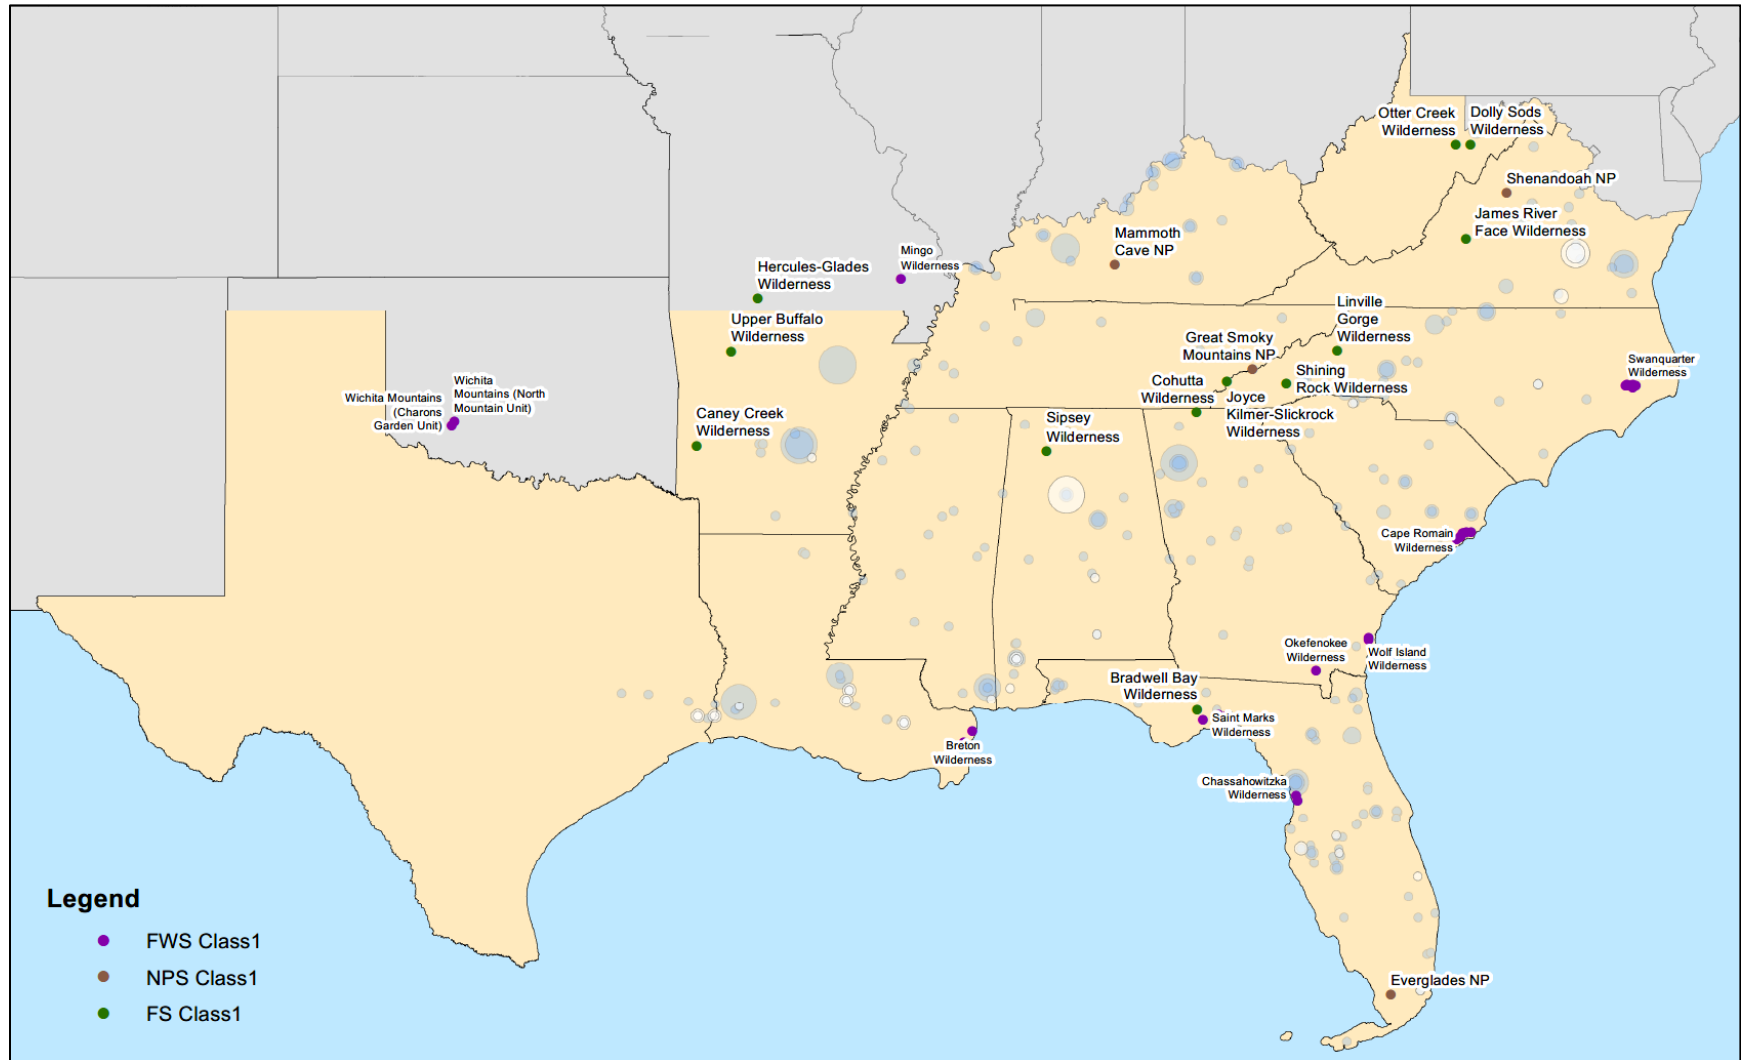 Otter Creek
Wilderness
Dolly Sods
Wilderness
Shenandoah NP
James River
Face Wilderness
Mammoth
Cave NP
Mingo
Wilderness
Hercules-Glades
Wilderness
Upper Buffalo
Wilderness
Linville
Gorge
Wilderness
Great Smoky
Mountains NP
Swanquarter
Wilderness
Shining
Rock Wilderness
Cohutta
Wilderness
Joyce
Kilmer-Slickrock
Wilderness
Wichita Mountains
(Charons
Garden Unit)
Wichita
Mountains (North
Mountain Unit)
Caney Creek
Wilderness
Sipsey
Wilderness
Cape Romain
Wilderness
Okefenokee
Wilderness
Wolf Island
Wilderness
Bradwell Bay
Wilderness
Saint Marks
Wilderness
Breton
Wilderness
Chassahowitzka
Wilderness
Everglades NP
Legend
FWS Class1
NPS Class1
FS Class1